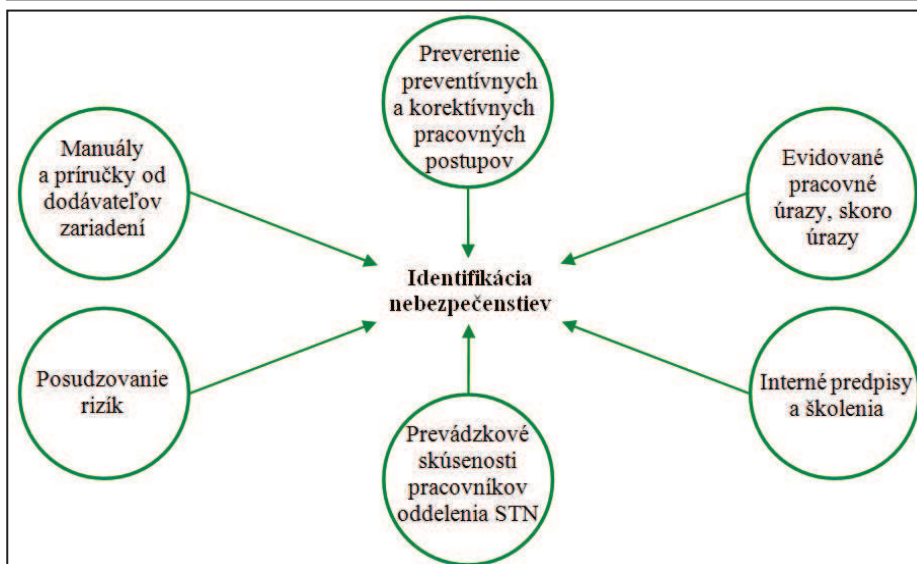 Preverenie
preventívnych
a korektívnych
pracovných
postupov
Manuály
a príručky od
dodávateľov
zariadení
Evidované
pracovné
úrazy, skoro
úrazy
Identifikácia
nebezpečenstiev
Posudzovanie
rizík
Prevádzkové
skúsenosti
pracovníkov
oddelenia STN
Interné predpisy
a školenia